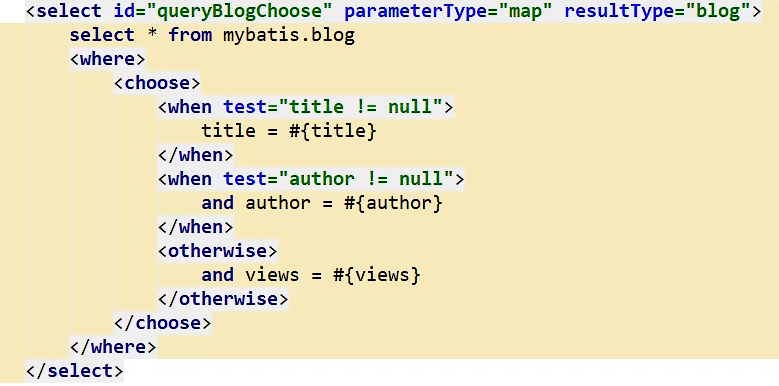 <select id="queryBlogChoose" parameterType="map" resultType="blog">
    select * from mybatis.blog
    <where>
        <choose>
            <when test="title != null">
                title = #{title}
            </when>
            <when test="author != null">
                and author = #{author}
            </when>
            <otherwise>
                and views = #{views}
            </otherwise>
        </choose>
    </where>
</select>